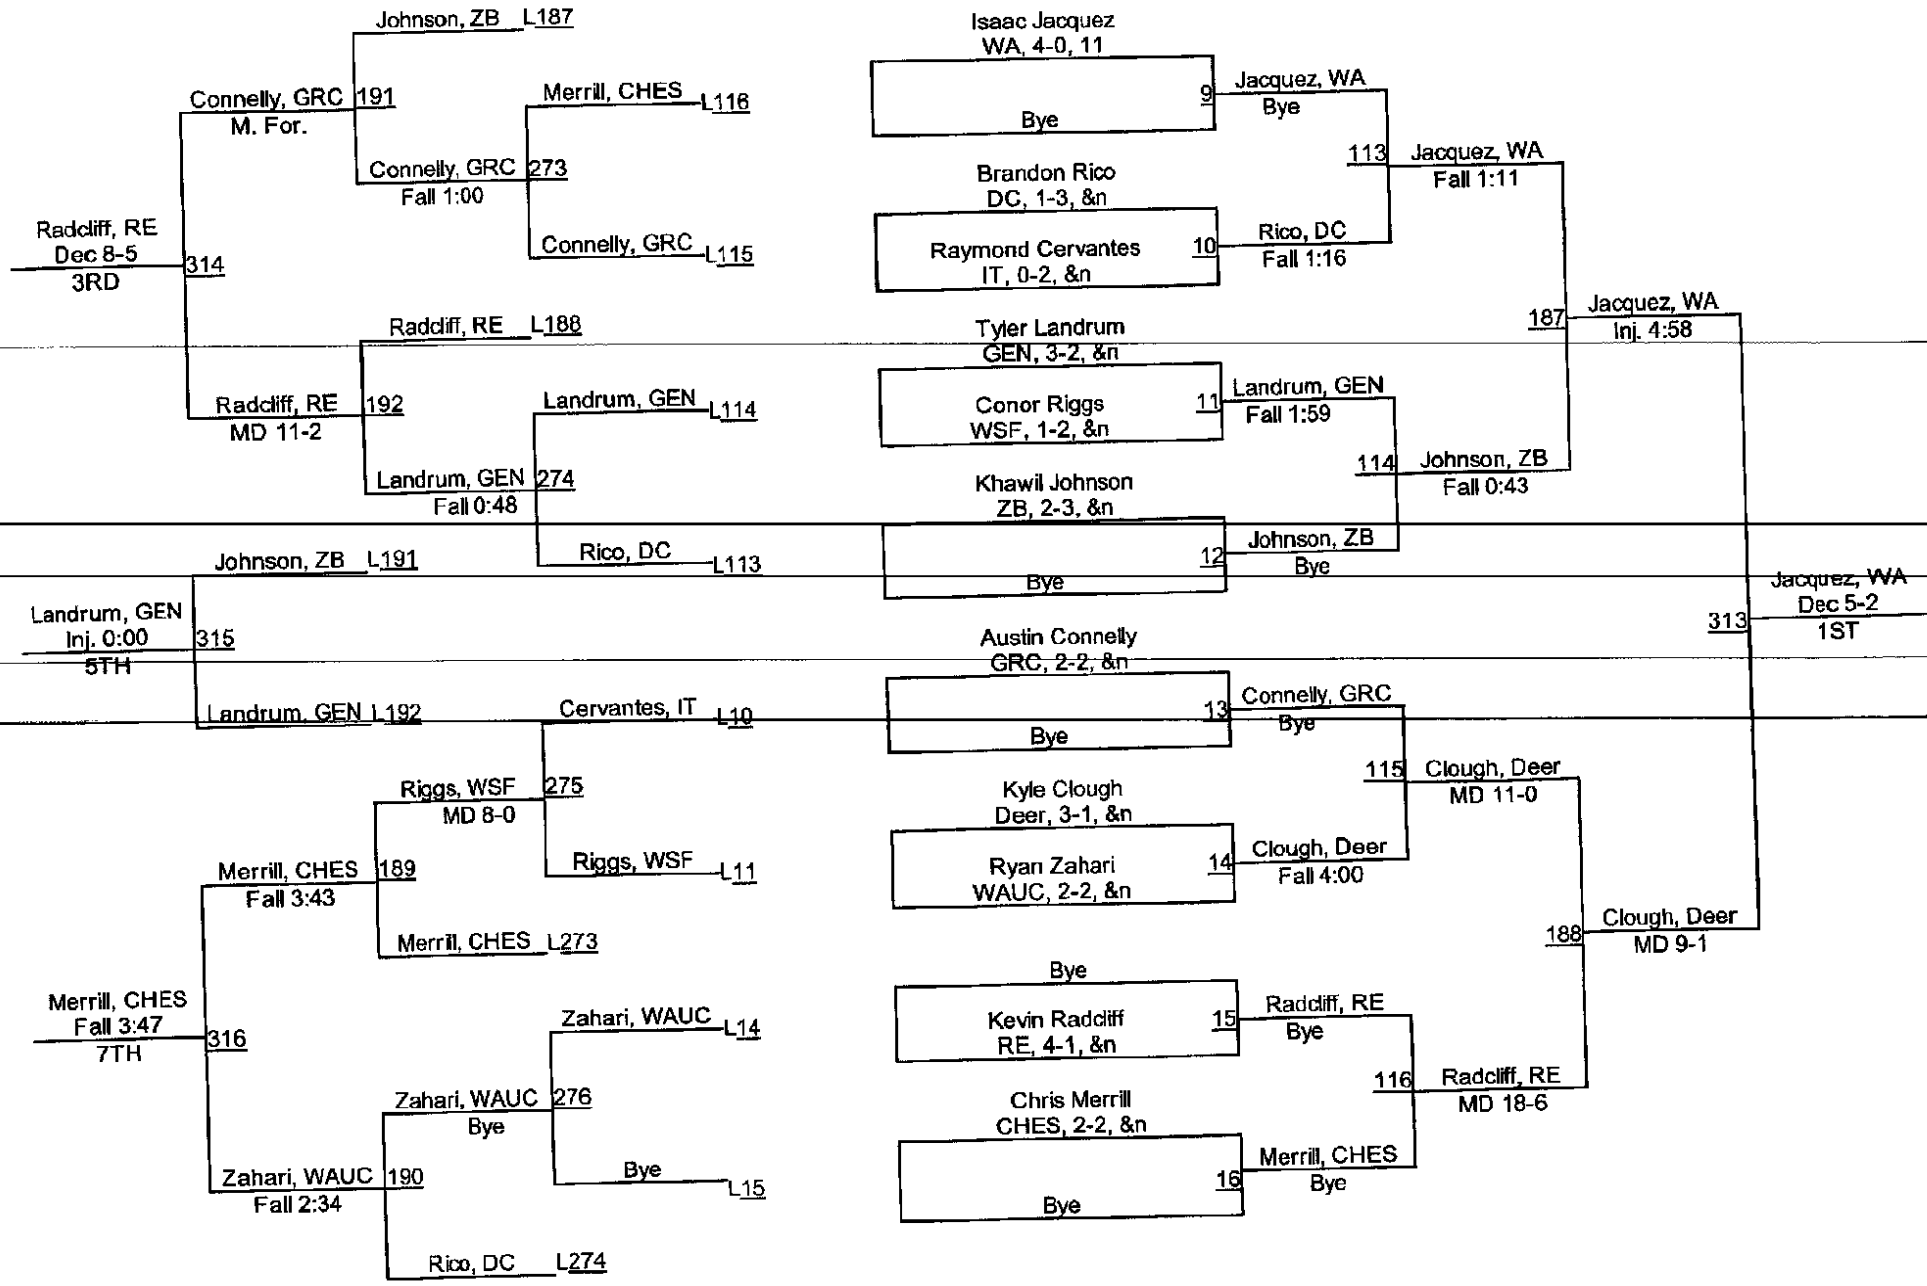 Johnson, ZB L187
Connelly, GRC 191
M. For.
Merrill, CHES L116
Connelly, GRC 273
Fall 1:00
Connelly, GRC L115
Radcliff, RE
Dec 8-5
3RD
314
Radcliff, RE L188
Radcliff, RE 192
MD 11-2
Landrum, GEN L114
Landrum, GEN 274
Fall 0:48
Rico, DC L113
Johnson, ZB L191
Landrum, GEN
Inj. 0:00
5TH
315
Landrum, GEN L192
Cervantes, IT L10
Riggs, WSF 275
MD 8-0
Riggs, WSF L11
Merrill, CHES 189
Fall 3:43
Merrill, CHES L273
Merrill, CHES
Fall 3:47
7TH
316
Zahari, WAUC L14
Zahari, WAUC 276
Bye
Bye L15
Zahari, WAUC 190
Fall 2:34
Rico, DC L274
Isaac Jacquez
WA, 4-0, 11
Bye
9
Jacquez, WA
Bye
Brandon Rico
DC, 1-3, &n
Raymond Cervantes
IT, 0-2, &n
10
Rico, DC
Fall 1:16
113
Jacquez, WA
Fall 1:11
Tyler Landrum
GEN, 3-2, &n
Conor Riggs
WSF, 1-2, &n
11
Landrum, GEN
Fall 1:59
Khawil Johnson
ZB, 2-3, &n
Bye
12
Johnson, ZB
Bye
114
Johnson, ZB
Fall 0:43
187
Jacquez, WA
Inj. 4:58
Austin Connelly
GRC, 2-2, &n
Bye
13
Connelly, GRC
Bye
Kyle Clough
Deer, 3-1, &n
Ryan Zahari
WAUC, 2-2, &n
14
Clough, Deer
Fall 4:00
115
Clough, Deer
MD 11-0
Bye
Kevin Radcliff
RE, 4-1, &n
15
Radcliff, RE
Bye
Chris Merrill
CHES, 2-2, &n
Bye
16
Merrill, CHES
Bye
116
Radcliff, RE
MD 18-6
188
Clough, Deer
MD 9-1
313
Jacquez, WA
Dec 5-2
1ST